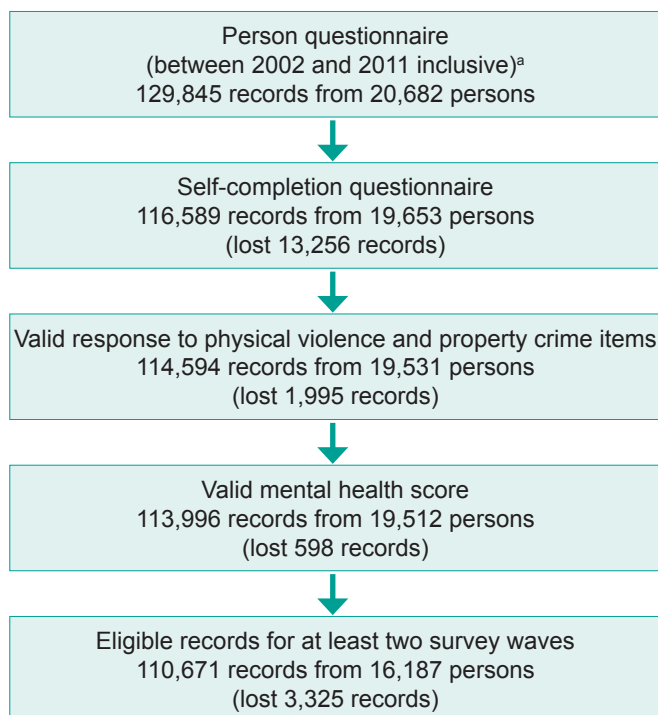 Person questionnaire
(between 2002 and 2011 inclusive)ª
129,845 records from 20,682 persons
Self-completion questionnaire
116,589 records from 19,653 persons
(lost 13,256 records)
Valid response to physical violence and property crime items
114,594 records from 19,531 persons
(lost 1,995 records)
Valid mental health score
113,996 records from 19,512 persons
(lost 598 records)
Eligible records for at least two survey waves
110,671 records from 16,187 persons
(lost 3,325 records)